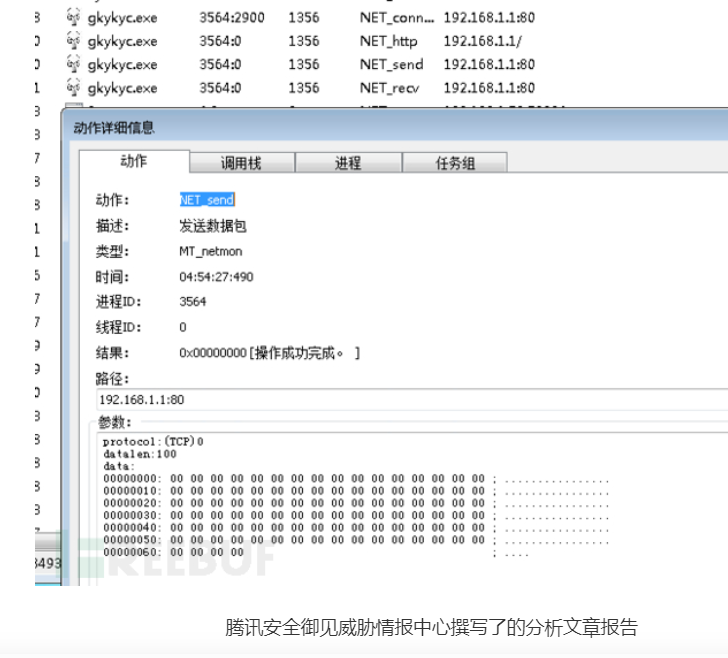 gkykyc.exe 3564:2900 1356 NET_conn... 192.168.1.1:80
gkykyc.exe 3564:0 1356 NET_http 192.168.1.1/
gkykyc.exe 3564:0 1356 NET_send 192.168.1.1:80
gkykyc.exe 3564:0 1356 NET_recv 192.168.1.1:80
动作详细信息
动作 调用栈 进程 任务组
动作: NET_send
描述: 发送数据包
类型: MT_netmon
时间: 04:54:27:490
进程ID: 3564
线程ID: 0
结果: 0x00000000 [操作成功完成。 ]
路径:
192.168.1.1:80
参数:
protocol:(TCP)0
datalen:100
data:
00000000: 00 00 00 00 00 00 00 00 00 00 00 00 00 00 00 00 ; ................
00000010: 00 00 00 00 00 00 00 00 00 00 00 00 00 00 00 00 ; ................
00000020: 00 00 00 00 00 00 00 00 00 00 00 00 00 00 00 00 ; ................
00000030: 00 00 00 00 00 00 00 00 00 00 00 00 00 00 00 00 ; ................
00000040: 00 00 00 00 00 00 00 00 00 00 00 00 00 00 00 00 ; ................
00000050: 00 00 00 00 00 00 00 00 00 00 00 00 00 00 00 00 ; ................
00000060: 00 00 00 00 ; ....
3493
FREEBUF
腾讯安全御见威胁情报中心撰写了的分析文章报告